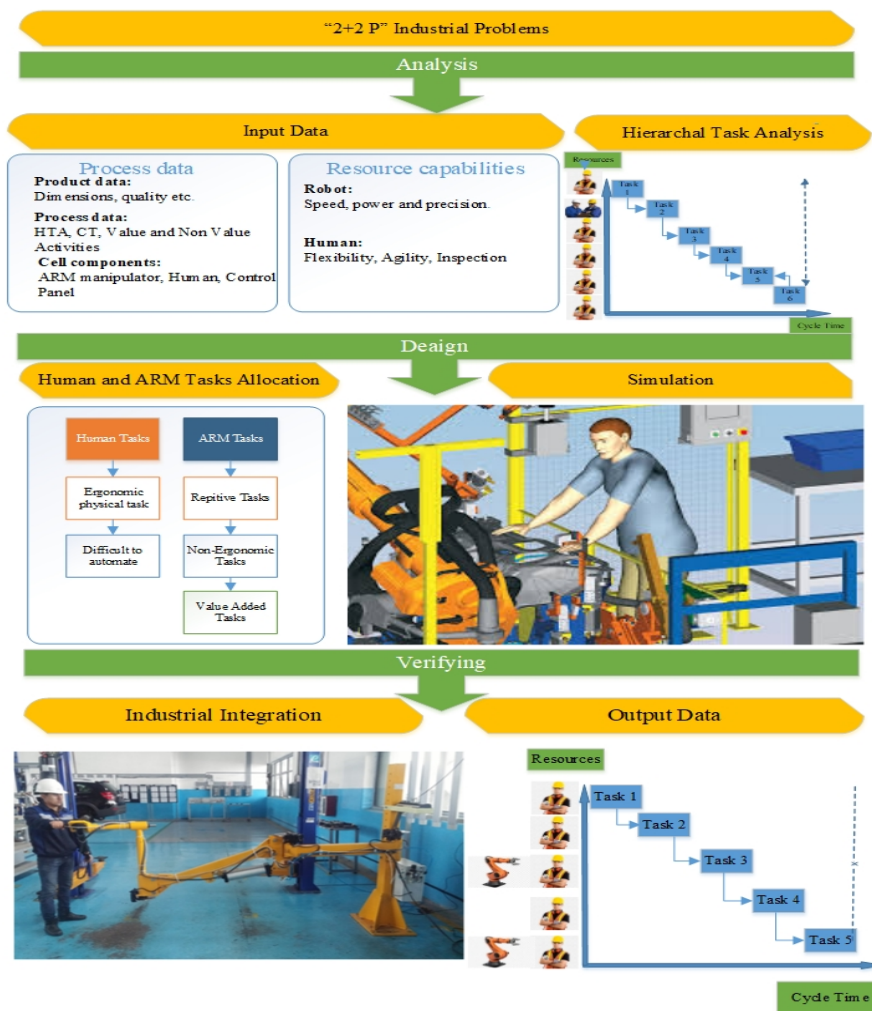 “2+2 P” Industrial Problems
Analysis
Input Data
Hierarchal Task Analysis
Process data
Product data:
Dimensions, quality etc.
Process data:
HTA, CT, Value and Non Value
Activities
Cell components:
ARM manipulator, Human, Control
Panel
Resource capabilities
Robot:
Speed, power and precision.
Human:
Flexibility, Agility, Inspection
Resources
Task
1
Task
2
Task
3
Task
4
Task
5
Task
6
Cycle Time
Deaign
Human and ARM Tasks Allocation
Simulation
Human Tasks
Ergonomic
physical task
Difficult to
automate
ARM Tasks
Repitive Tasks
Non-Ergonomic
Tasks
Value Added
Tasks
Verifying
Industrial Integration
Output Data
Resources
Task 1
Task 2
Task 3
Task 4
Task 5
Cycle Time